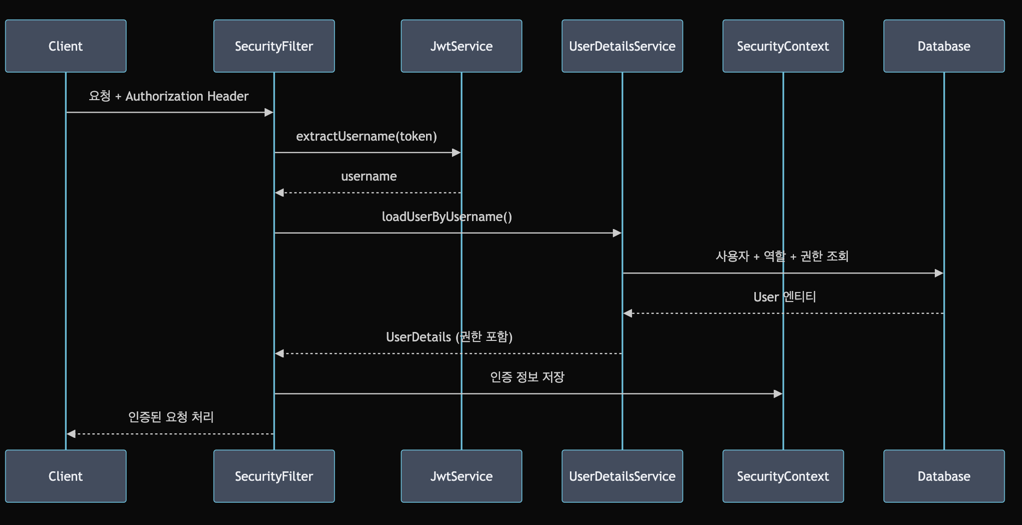 Client
SecurityFilter
JwtService
UserDetailsService
SecurityContext
Database
요청 + Authorization Header
extractUsername(token)
username
loadUserByUsername()
사용자 + 역할 + 권한 조회
User 엔티티
UserDetails (권한 포함)
인증 정보 저장
인증된 요청 처리
Client
SecurityFilter
JwtService
UserDetailsService
SecurityContext
Database